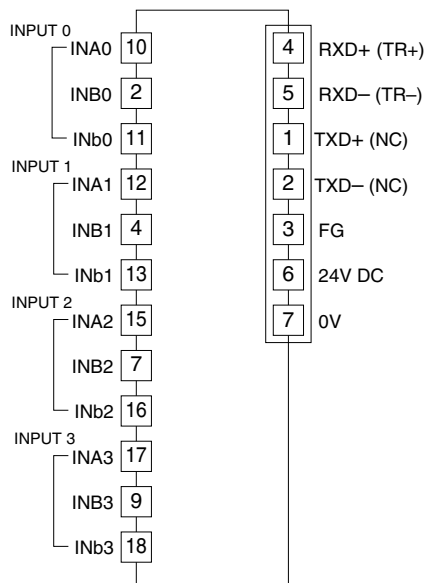 INPUT 0
INA0 10
INB0 2
INb0 11
INPUT 1
INA1 12
INB1 4
INb1 13
INPUT 2
INA2 15
INB2 7
INb2 16
INPUT 3
INA3 17
INB3 9
INb3 18
4 RXD+ (TR+)
5 RXD– (TR–)
1 TXD+ (NC)
2 TXD– (NC)
3 FG
6 24V DC
7 0V